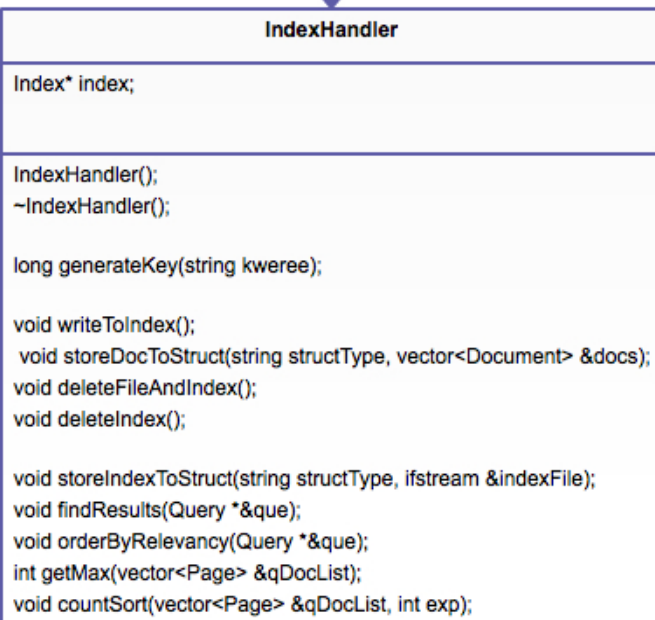 IndexHandler
Index* index;
IndexHandler();
~IndexHandler();
long generateKey(string kweree);
void writeToIndex();
void storeDocToStruct(string structType, vector<Document> &docs);
void deleteFileAndIndex();
void deleteIndex();
void storeIndexToStruct(string structType, ifstream &indexFile);
void findResults(Query *&que);
void orderByRelevancy(Query *&que);
int getMax(vector<Page> &qDocList);
void countSort(vector<Page> &qDocList, int exp);